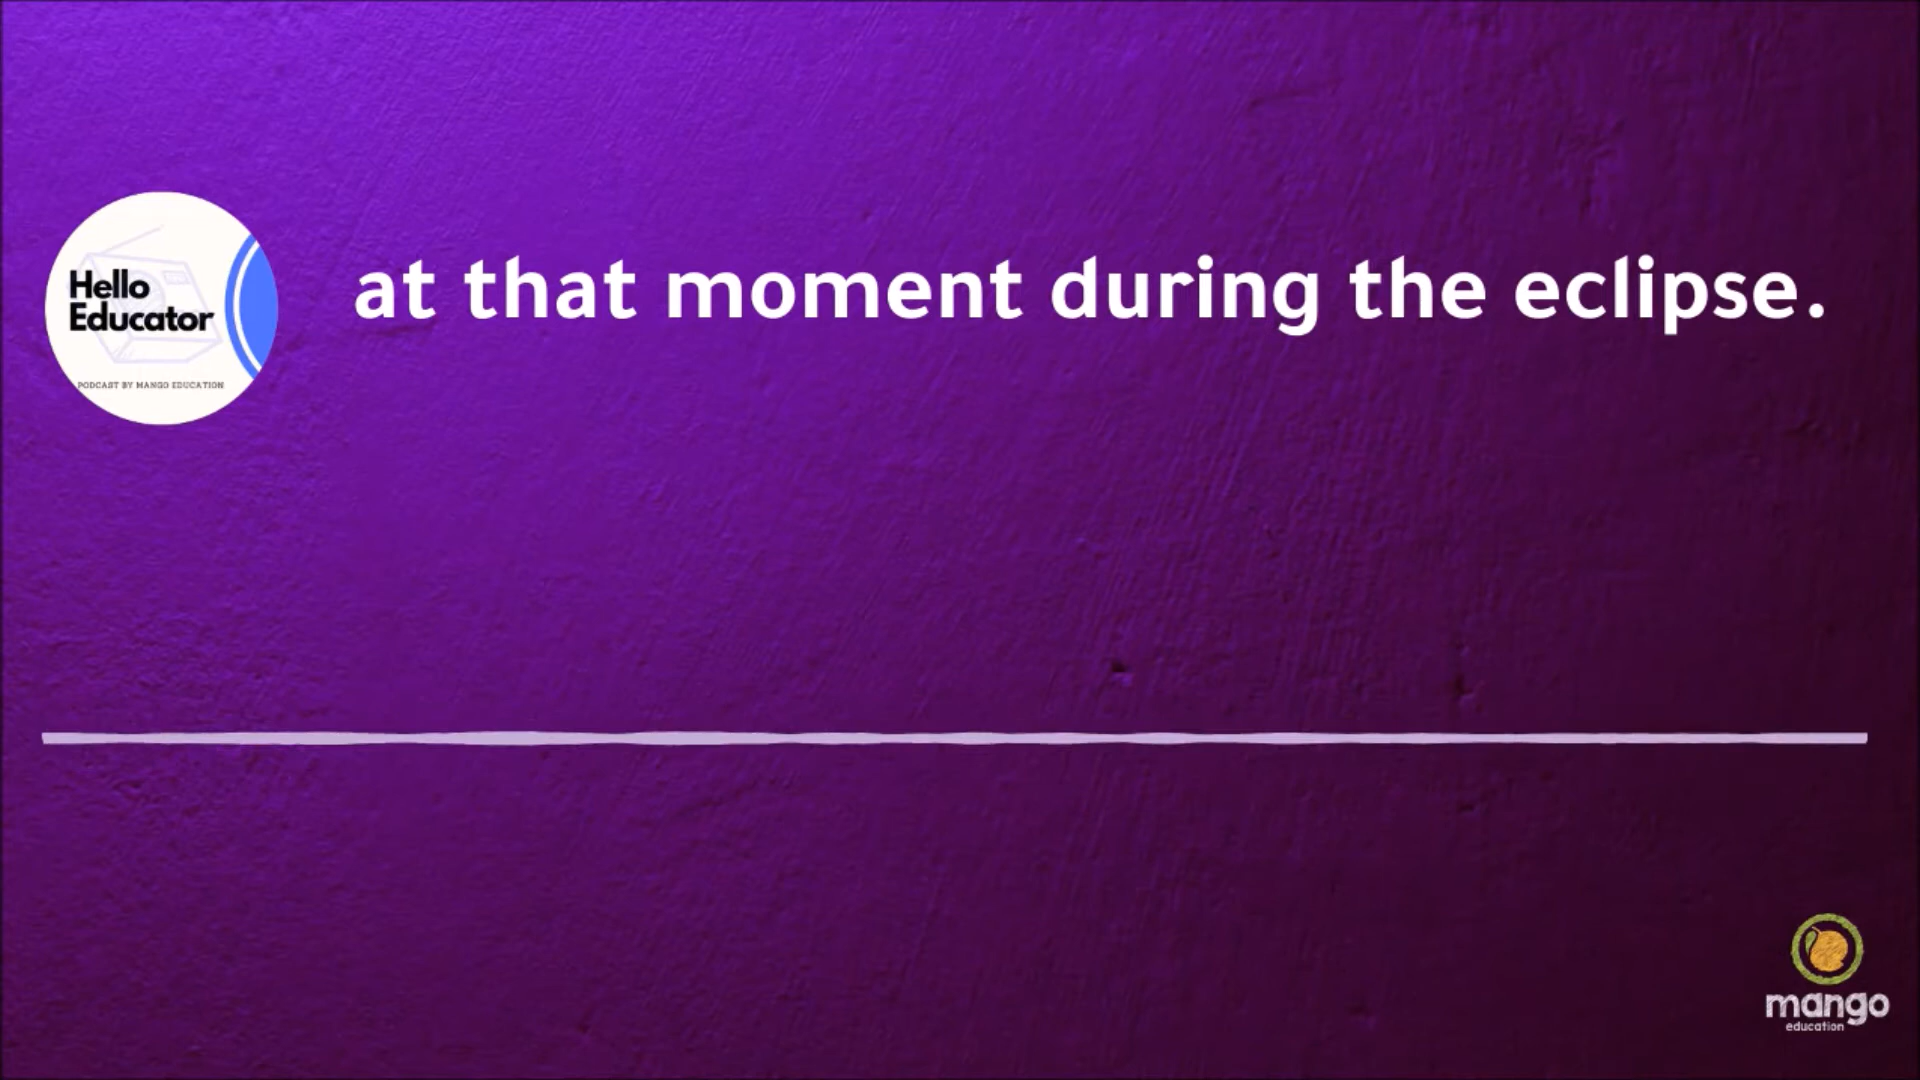 Hello
Educator
PODCAST BY MANGO EDUCATION
at that moment during the eclipse.
mango
education